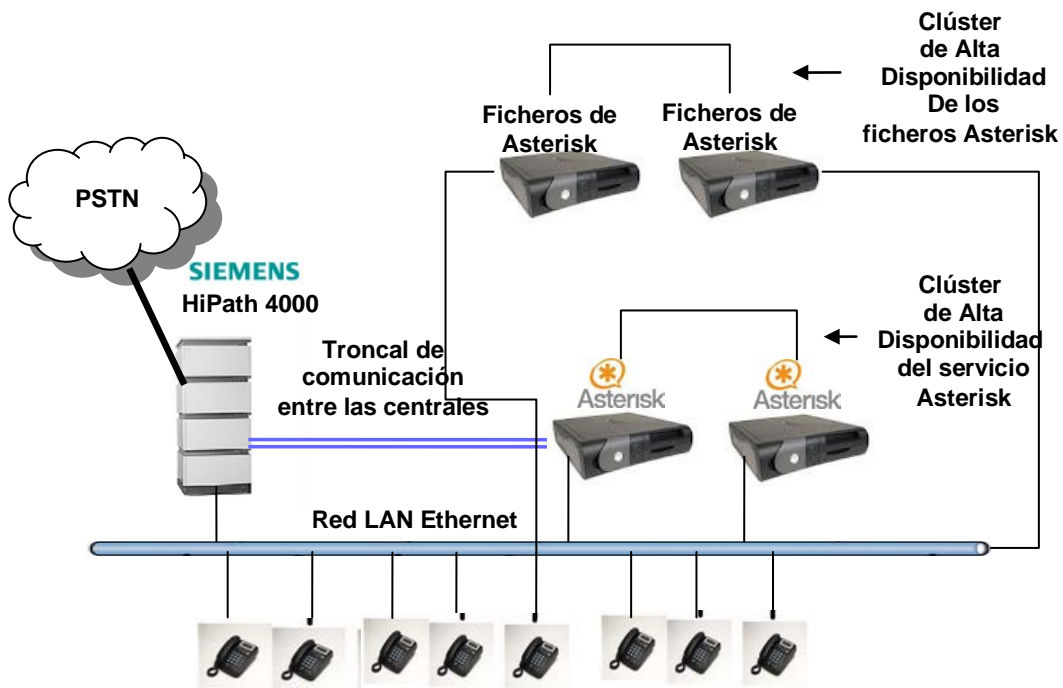 Clúster
de Alta
Disponibilidad
De los
ficheros Asterisk
Ficheros de
Asterisk
Ficheros de
Asterisk
PSTN
SIEMENS
HiPath 4000
Troncal de
comunicación
entre las centrales
Asterisk
Asterisk
Clúster
de Alta
Disponibilidad
del servicio
Asterisk
Red LAN Ethernet